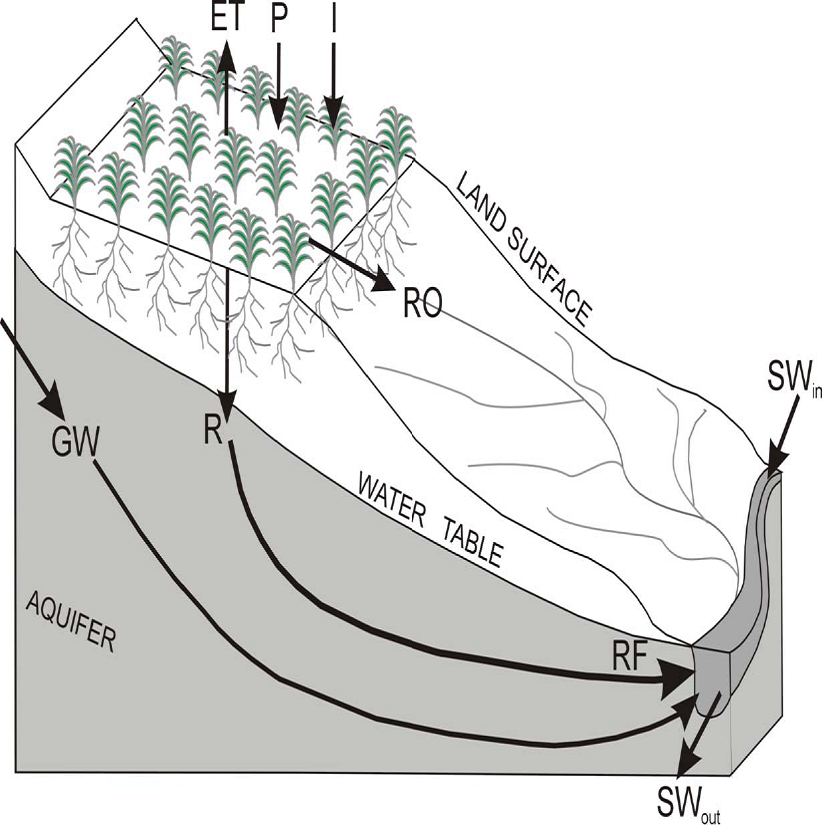 ET P I
LAND SURFACE
RO
SWin
R
GW
WATER TABLE
AQUIFER
RF
SWout